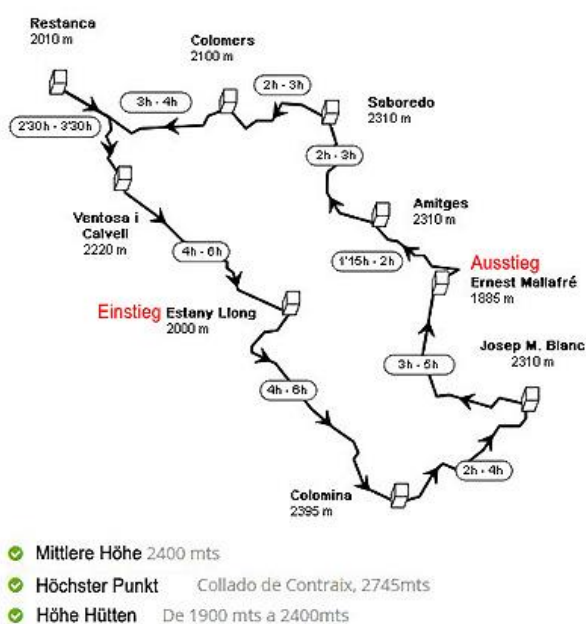 Restanca
2010 m
Colomers
2100 m
3h - 4h
2h - 3h
Saboredo
2310 m
2'30h - 3'30h
2h - 3h
Amitges
2310 m
Ventosa i
Calvell
2220 m
4h - 6h
1'15h - 2h
Ausstieg
Ernest Mallafré
1885 m
Einstieg Estany Llong
2000 m
Josep M. Blanc
2310 m
3h - 5h
4h - 6h
2h - 4h
Colomina
2395 m
Mittlere Höhe 2400 mts
Höchster Punkt Collado de Contraix, 2745mts
Höhe Hütten De 1900 mts a 2400mts